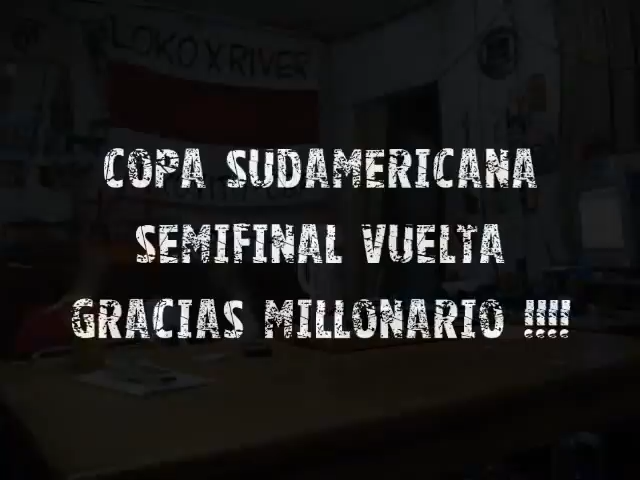 LOKO X RIVER
COPA SUDAMERICANA
SEMIFINAL VUELTA
GRACIAS MILLONARIO !!!!